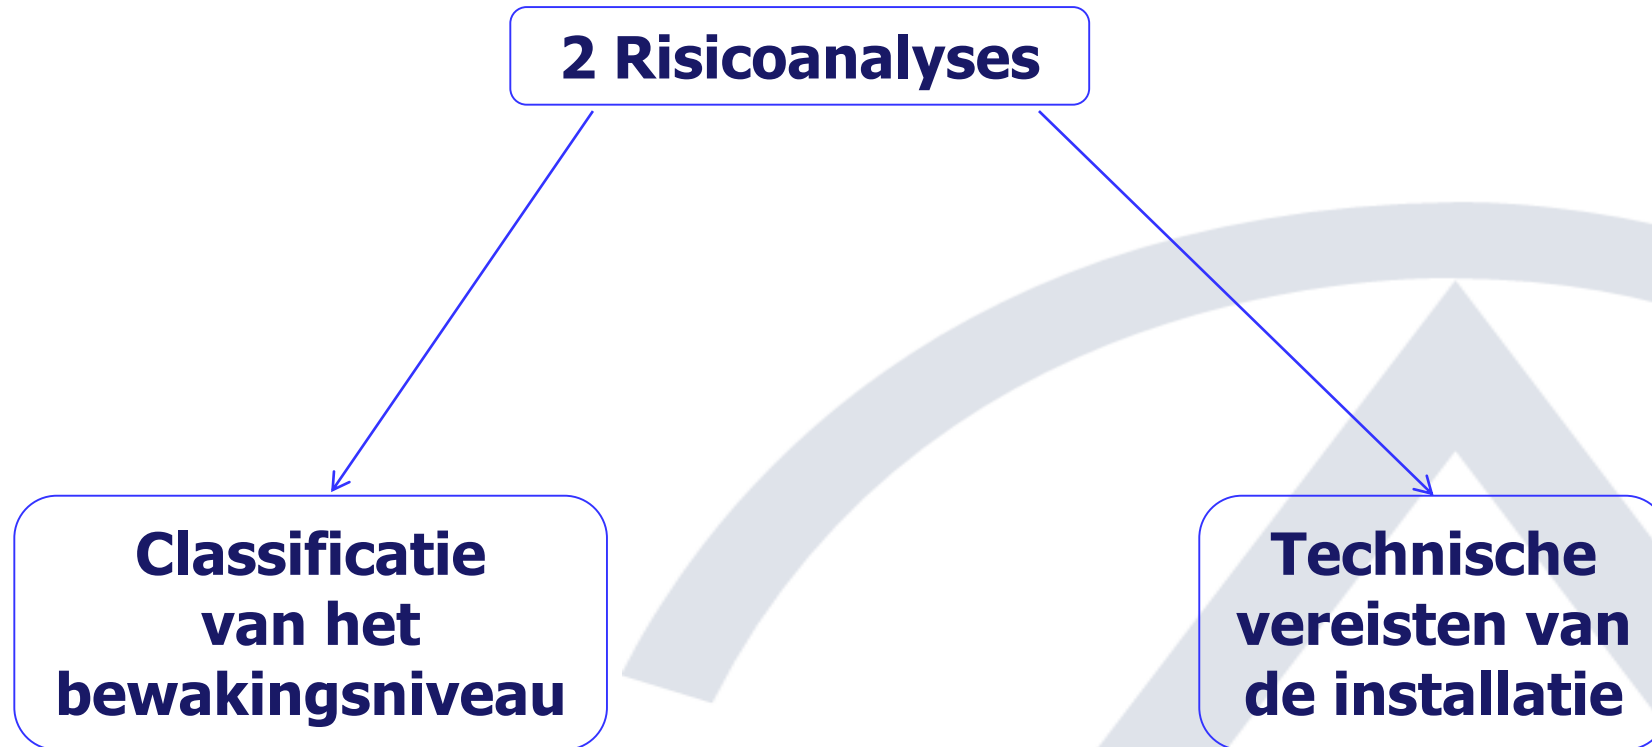 2 Risicoanalyses
Classificatie
van het
bewakingsniveau
Technische
vereisten van
de installatie